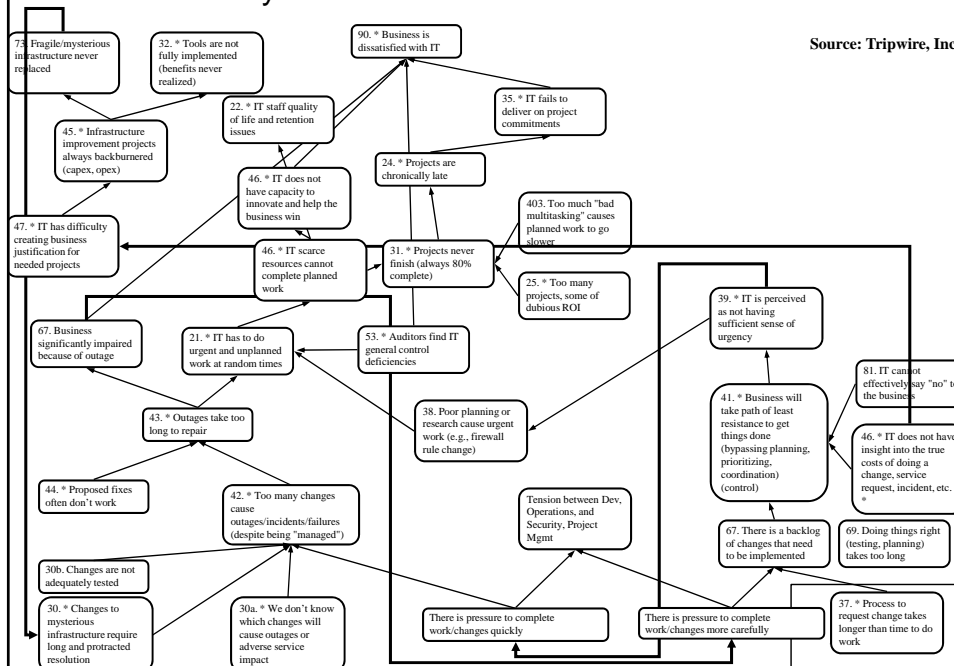 73. Fragile/mysterious
infrastructure never
replaced
32. * Tools are not
fully implemented
(benefits never
realized)
90. * Business is
dissatisfied with IT
Source: Tripwire, Inc
22. * IT staff quality
of life and retention
issues
35. * IT fails to
deliver on project
commitments
45. * Infrastructure
improvement projects
always backburnered
(capex, opex)
24. * Projects are
chronically late
46. * IT does not
have capacity to
innovate and help the
business win
403. Too much "bad
multitasking" causes
planned work to go
slower
47. * IT has difficulty
creating business
justification for
needed projects
46. * IT scarce
resources cannot
complete planned
work
31. * Projects never
finish (always 80%
complete)
25. * Too many
projects, some of
dubious ROI
39. * IT is perceived
as not having
sufficient sense of
urgency
67. Business
significantly impaired
because of outage
21. * IT has to do
urgent and unplanned
work at random times
53. * Auditors find IT
general control
deficiencies
81. IT cannot
effectively say "no" to
the business
41. * Business will
take path of least
resistance to get
things done
(bypassing planning,
prioritizing,
coordination)
(control)
43. * Outages take too
long to repair
38. Poor planning or
research cause urgent
work (e.g., firewall
rule change)
46. * IT does not have
insight into the true
costs of doing a
change, service
request, incident, etc.
*
44. * Proposed fixes
often don't work
42. * Too many changes
cause
outages/incidents/failures
(despite being "managed")
Tension between Dev,
Operations, and
Security, Project
Mgmt
67. There is a backlog
of changes that need
to be implemented
69. Doing things right
(testing, planning)
takes too long
30b. Changes are not
adequately tested
30. * Changes to
mysterious
infrastructure require
long and protracted
resolution
30a. * We don't know
which changes will
cause outages or
adverse service
impact
There is pressure to complete
work/changes quickly
There is pressure to complete
work/changes more carefully
37. * Process to
request change takes
longer than time to do
work